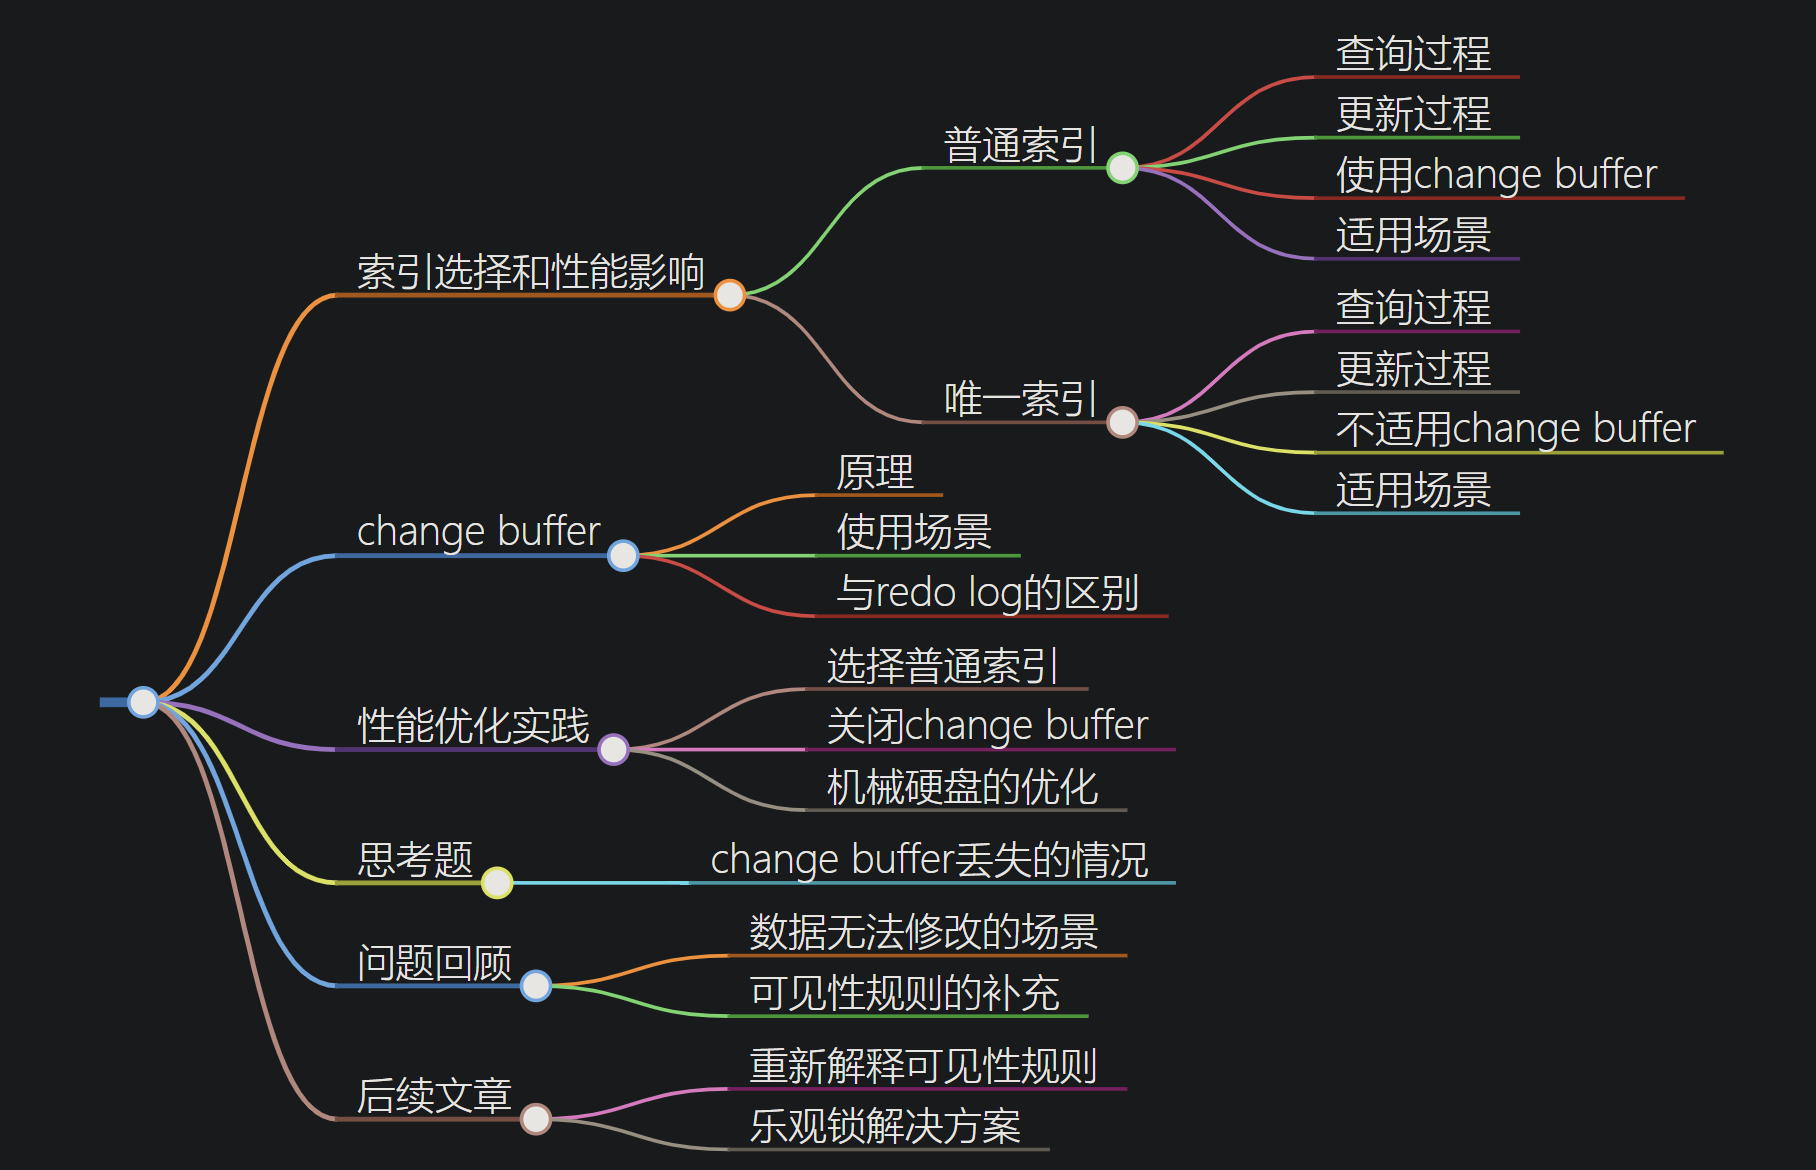 索引选择和性能影响
普通索引
查询过程
更新过程
使用change buffer
适用场景
唯一索引
查询过程
更新过程
不适用change buffer
适用场景
change buffer
原理
使用场景
与redo log的区别
性能优化实践
选择普通索引
关闭change buffer
机械硬盘的优化
思考题
change buffer丢失的情况
问题回顾
数据无法修改的场景
可见性规则的补充
后续文章
重新解释可见性规则
乐观锁解决方案